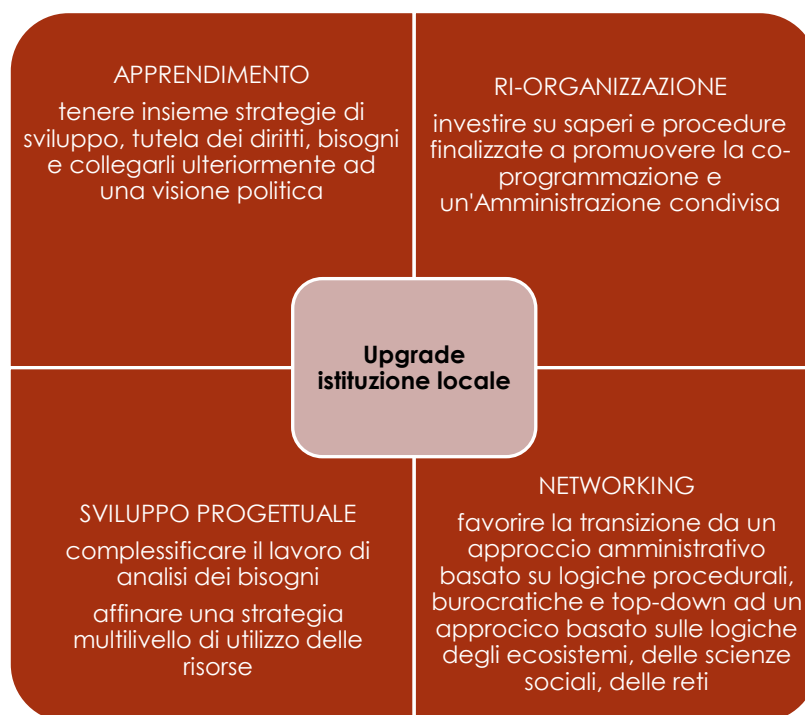 APPRENDIMENTO
tenere insieme strategie di
sviluppo, tutela dei diritti, bisogni
e collegarli ulteriormente ad
una visione politica
RI-ORGANIZZAZIONE
investire su saperi e procedure
finalizzate a promuovere la co-
programmazione e
un'Amministrazione condivisa
Upgrade
istituzione locale
SVILUPPO PROGETTUALE
complessificare il lavoro di
analisi dei bisogni
affinare una strategia
multilivello di utilizzo delle
risorse
NETWORKING
favorire la transizione da un
approccio amministrativo
basato su logiche procedurali,
burocratiche e top-down ad un
approcico basato sulle logiche
degli ecosistemi, delle scienze
sociali, delle reti